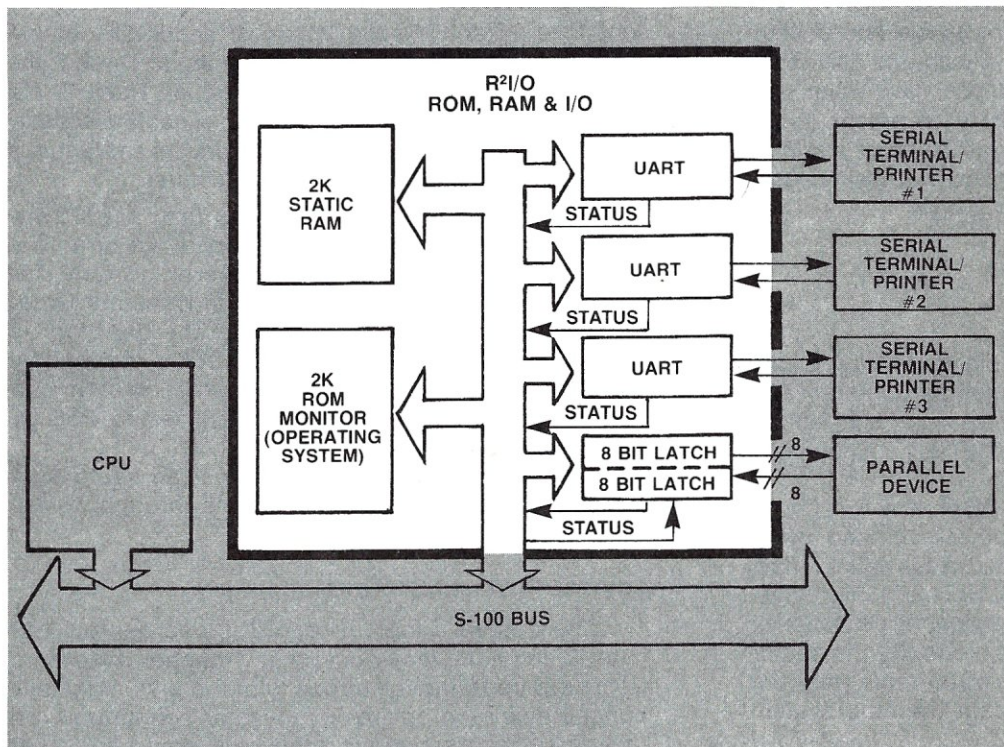 R²I/O
ROM, RAM & I/O
2K
STATIC
RAM
UART
STATUS
SERIAL
TERMINAL/
PRINTER
#1
UART
STATUS
SERIAL
TERMINAL/
PRINTER
#2
2K
ROM
MONITOR
(OPERATING
SYSTEM)
UART
STATUS
SERIAL
TERMINAL/
PRINTER
#3
CPU
8 BIT LATCH
8 BIT LATCH
STATUS
8
8
PARALLEL
DEVICE
S-100 BUS